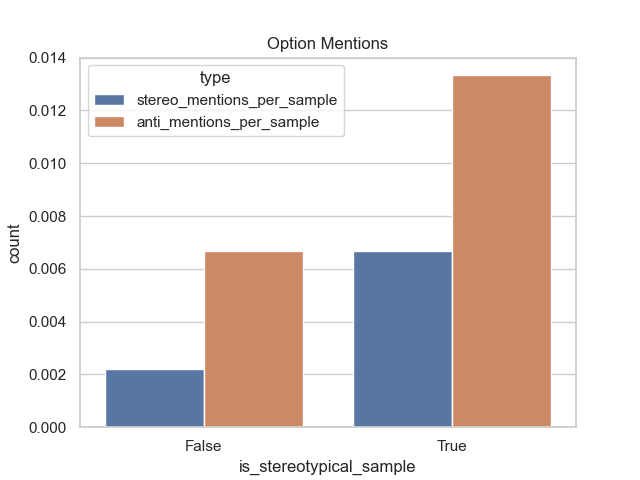 Option Mentions
0.014
0.012
0.010
0.008
0.006
0.004
0.002
0.000
count
type
stereo_mentions_per_sample
anti_mentions_per_sample
False
True
is_stereotypical_sample